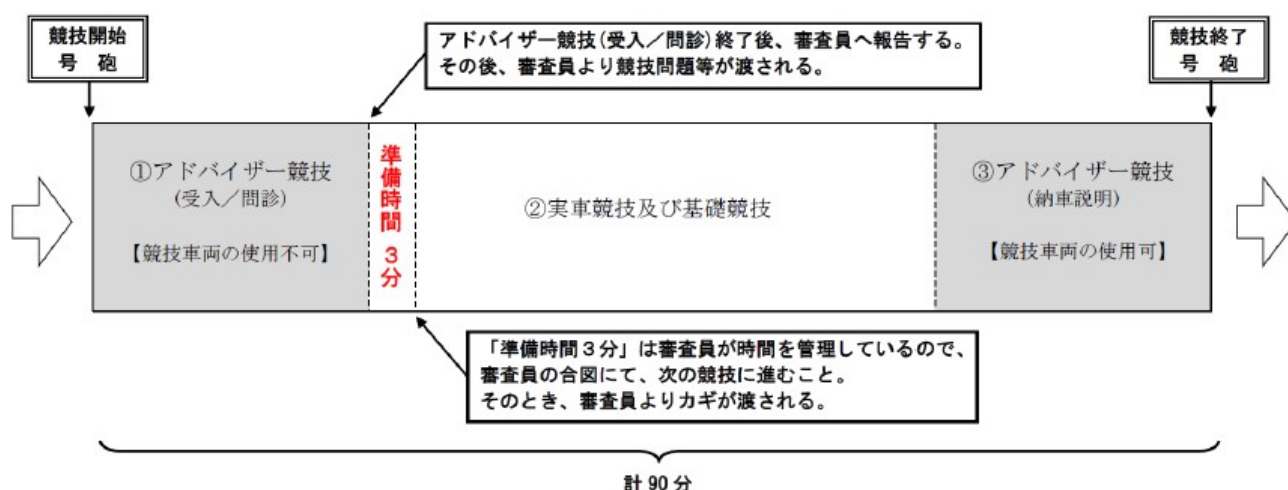 競技開始
号　砲
アドバイザー競技(受入／問診)終了後、審査員へ報告する。
その後、審査員より競技問題等が渡される。
競技終了
号　砲
①アドバイザー競技
(受入／問診)
【競技車両の使用不可】
準備時間 3分
②実車競技及び基礎競技
③アドバイザー競技
(納車説明)
【競技車両の使用可】
「準備時間３分」は審査員が時間を管理しているので、
審査員の合図にて、次の競技に進むこと。
そのとき、審査員よりカギが渡される。
計 90 分